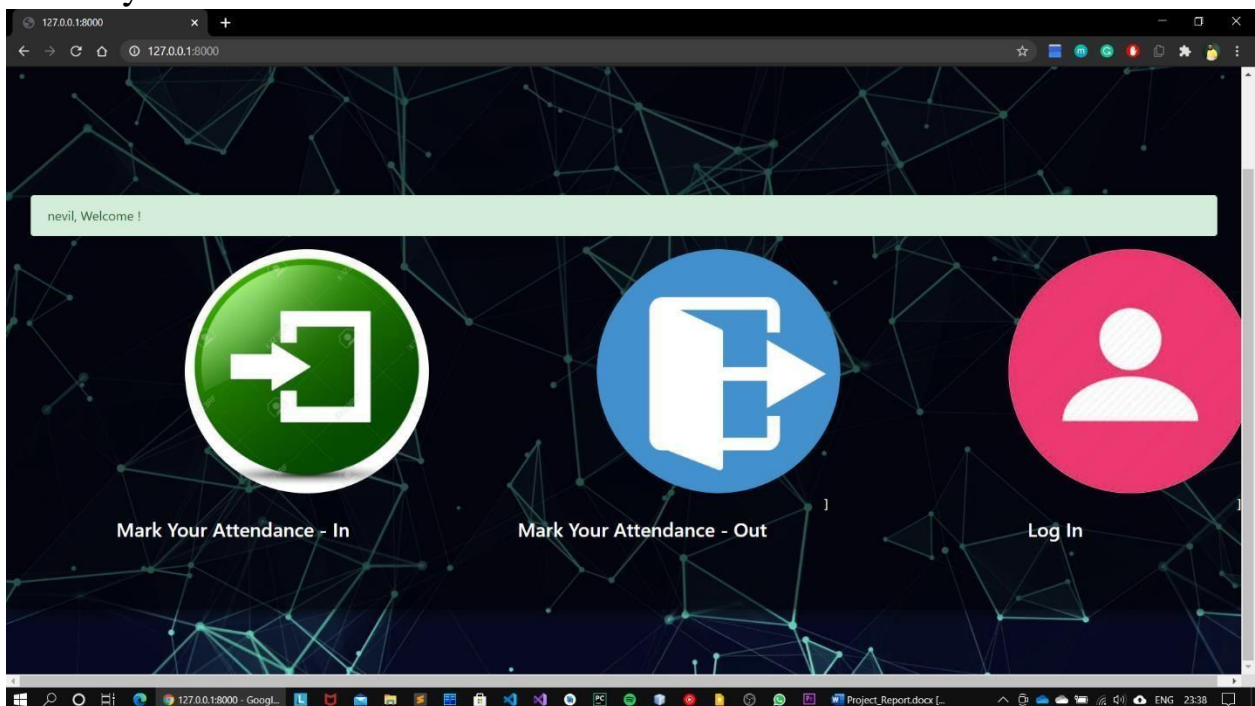 127.0.0.1:8000
127.0.0.1:8000
nevil, Welcome !
]
]
Mark Your Attendance - In
Mark Your Attendance - Out
Log In
127.0.0.1:8000 - Googl...
Project_Report.docx [...
ENG
23:38